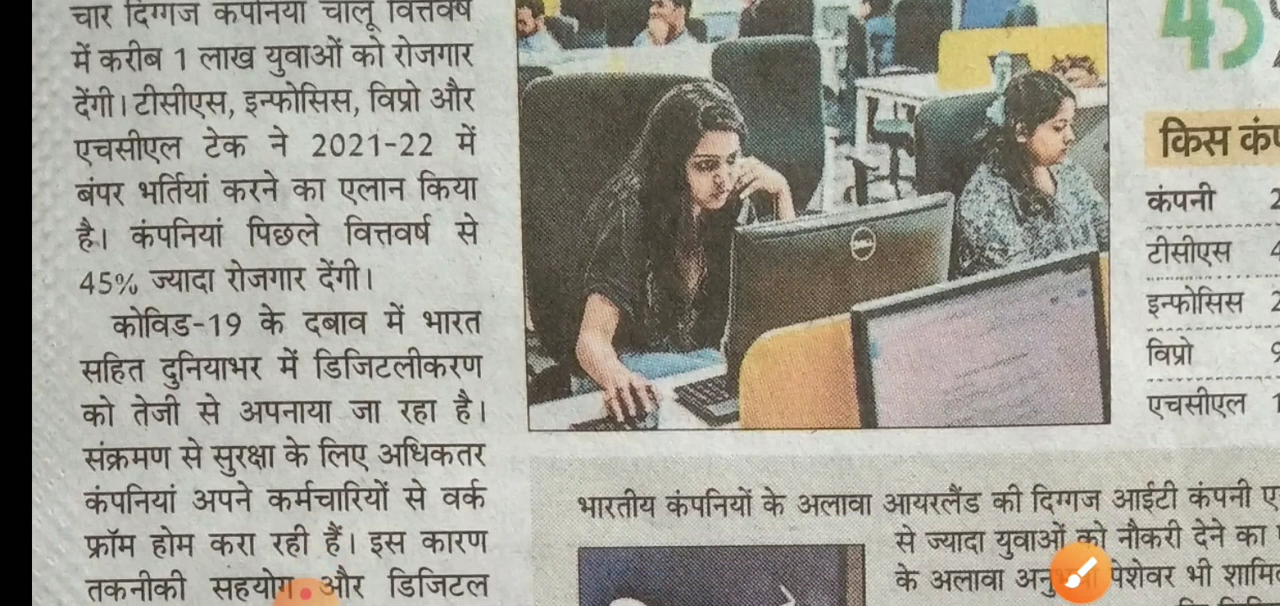 चार दिग्गज कंपनियां चालू वित्तवर्ष
में करीब 1 लाख युवाओं को रोजगार
देंगी। टीसीएस, इन्फोसिस, विप्रो और
एचसीएल टेक ने 2021-22 में
बंपर भर्तियां करने का एलान किया
है। कंपनियां पिछले वित्तवर्ष से
45% ज्यादा रोजगार देंगी।
कोविड-19 के दबाव में भारत
सहित दुनियाभर में डिजिटलीकरण
को तेजी से अपनाया जा रहा है।
संक्रमण से सुरक्षा के लिए अधिकतर
कंपनियां अपने कर्मचारियों से वर्क
फ्रॉम होम करा रही हैं। इस कारण
तकनीकी सहयोग और डिजिटल
DELL
45
किस
कंपनी
टीसीएस
इन्फोसिस
विप्रो
एचसीएल
भारतीय कंपनियों के अलावा आयरलैंड की दिग्गज आईटी कंपनी
से ज्यादा युवाओं को नौकरी देने का
के अलावा पेशेवर भी